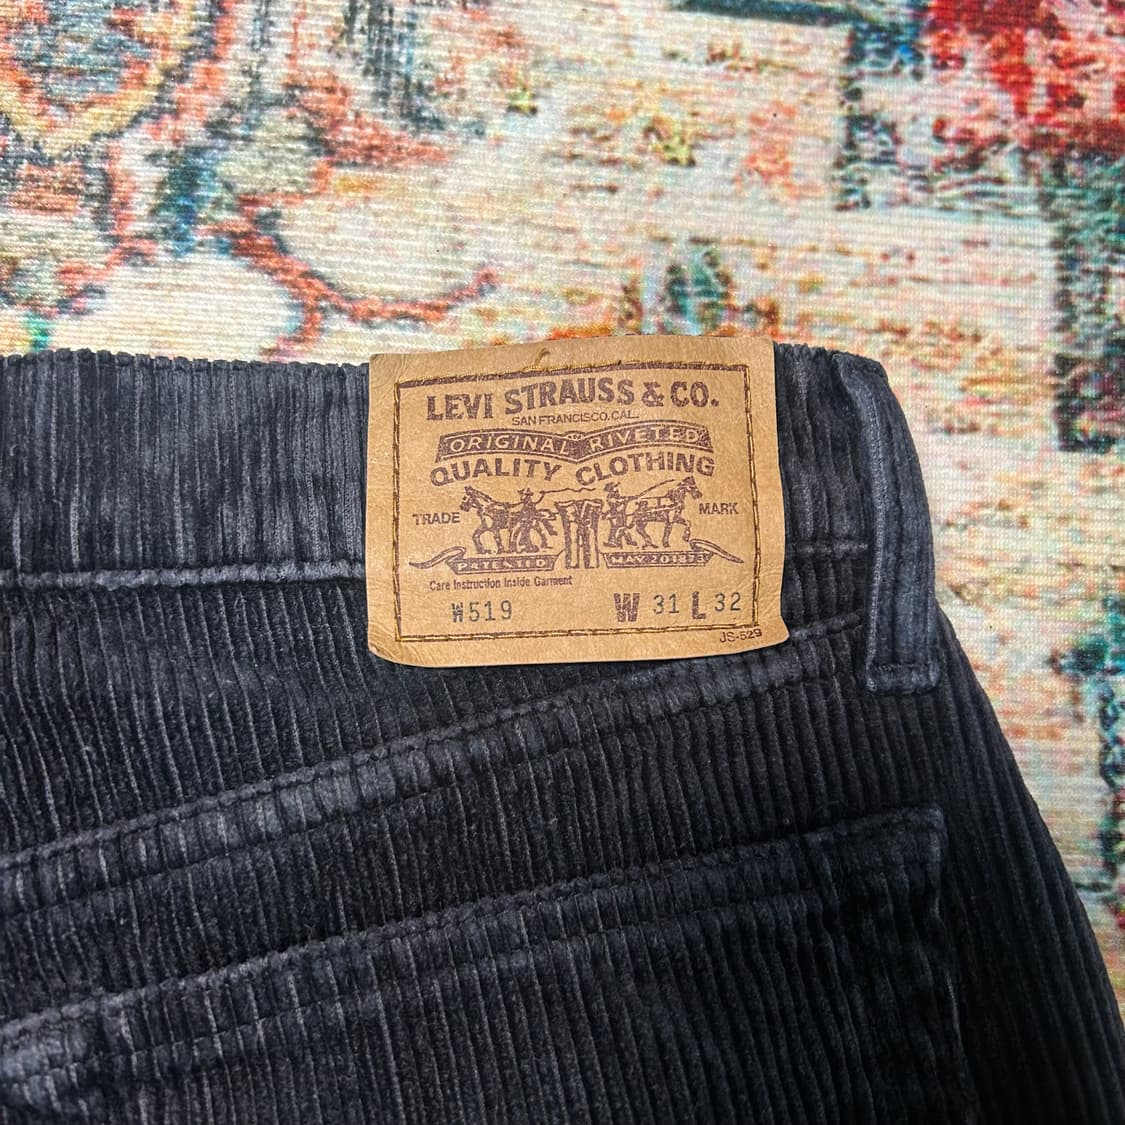 LEVI STRAUSS & CO.
SAN FRANCISCO, CAL.
ORIGINAL RIVETED
QUALITY CLOTHING
TRADE MARK
PATENTED MAY 20 1873
Care Instruction Inside Garment
W519 W 31 L 32
JS-529